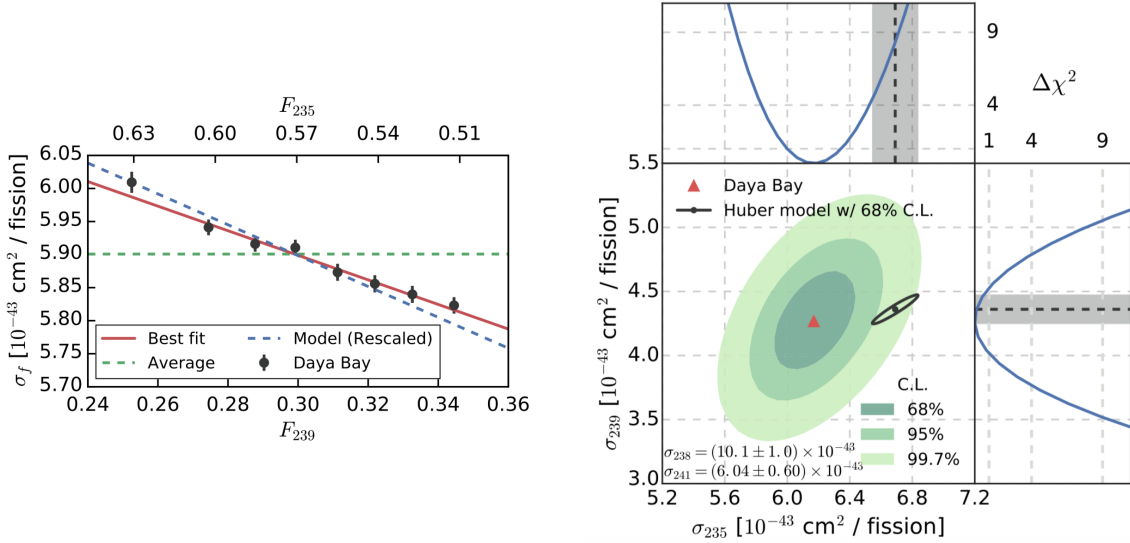 F₂₃₅
0.63 0.60 0.57 0.54 0.51
6.05
6.00
5.95
5.90
5.85
5.80
5.75
5.70
σ_f [10⁻⁴³ cm² / fission]
Best fit
Model (Rescaled)
Average
Daya Bay
0.24 0.26 0.28 0.30 0.32 0.34 0.36
F₂₃₉
9
4
Δχ²
1 4 9
5.5
5.0
4.5
4.0
3.5
3.0
σ₂₃₉ [10⁻⁴³ cm² / fission]
Daya Bay
Huber model w/ 68% C.L.
C.L.
68%
95%
99.7%
σ₂₃₈ = (10.1 ± 1.0) × 10⁻⁴³
σ₂₄₁ = (6.04 ± 0.60) × 10⁻⁴³
5.2 5.6 6.0 6.4 6.8 7.2
σ₂₃₅ [10⁻⁴³ cm² / fission]